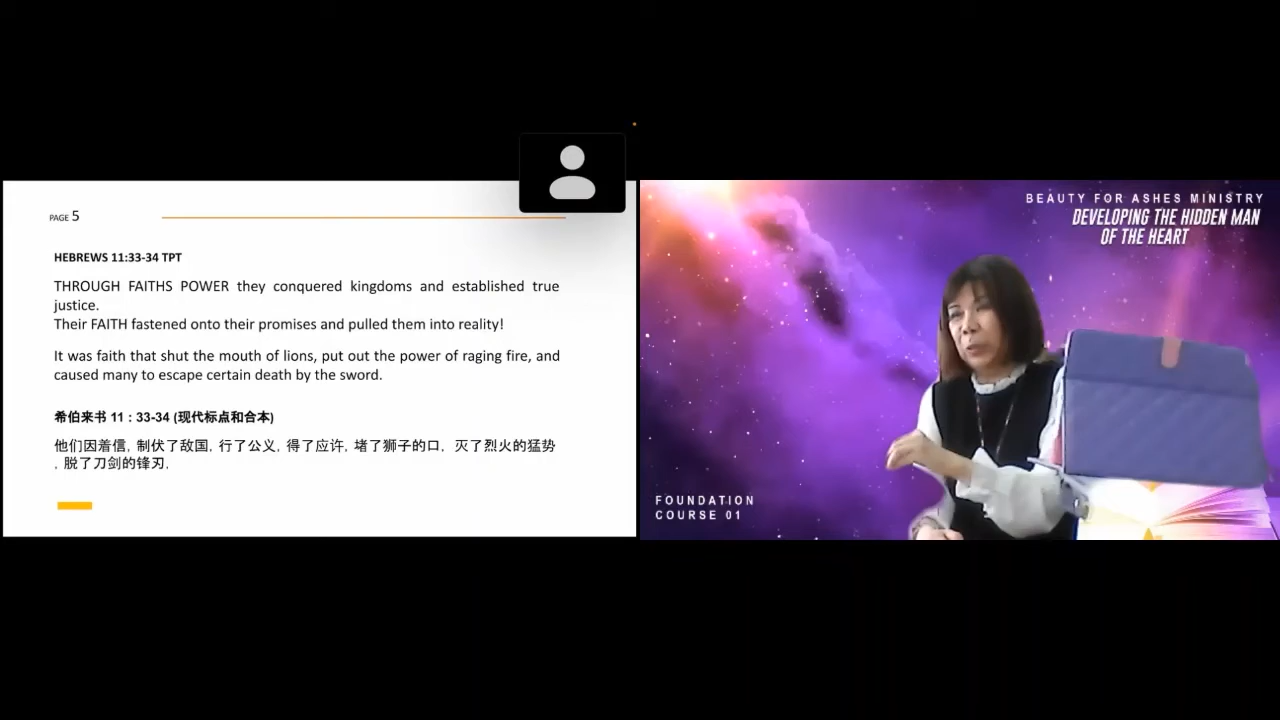 PAGE 5
HEBREWS 11:33-34 TPT
THROUGH FAITHS POWER they conquered kingdoms and established true
justice.
Their FAITH fastened onto their promises and pulled them into reality!
It was faith that shut the mouth of lions, put out the power of raging fire, and
caused many to escape certain death by the sword.
希伯来书 11 : 33-34 (现代标点和合本)
他们因着信, 制伏了敌国, 行了公义, 得了应许, 堵了狮子的口, 灭了烈火的猛势
, 脱了刀剑的锋刃,
BEAUTY FOR ASHES MINISTRY
DEVELOPING THE HIDDEN MAN
OF THE HEART
FOUNDATION
COURSE 01